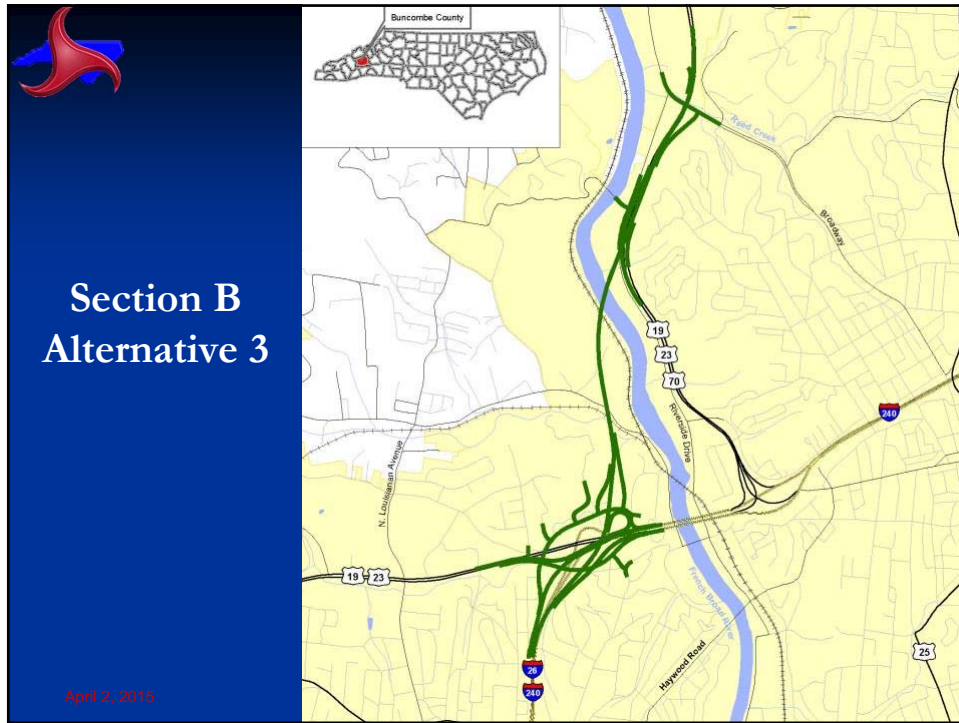 Buncombe County
Section B
Alternative 3
April 2, 2015
Reed Creek
Broadway
19
23
70
240
Riverside Drive
N. Louisianan Avenue
19 23
French Broad River
Haywood Road
25
26
240